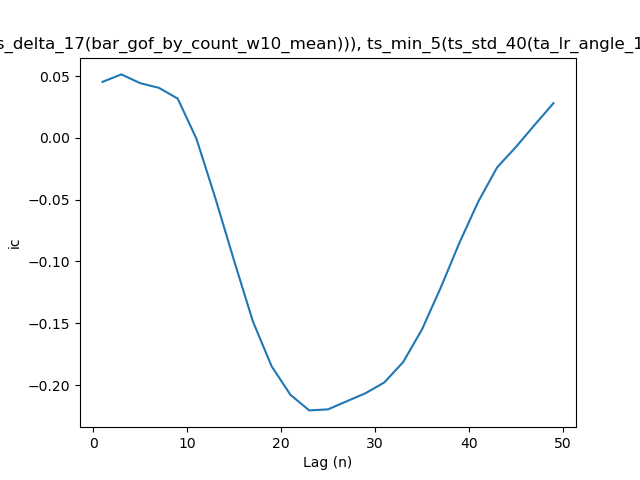 s_delta_17(bar_gof_by_count_w10_mean))), ts_min_5(ts_std_40(ta_lr_angle_1
0.05
0.00
−0.05
−0.10
−0.15
−0.20
ic
0 10 20 30 40 50
Lag (n)